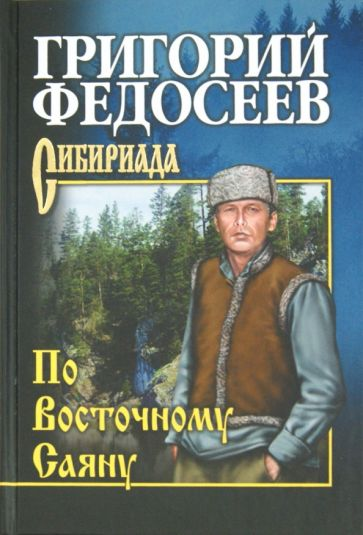 ГРИГОРИЙ
ФЕДОСЕЕВ
СИБИРИАДА
По
Восточному
Саяну